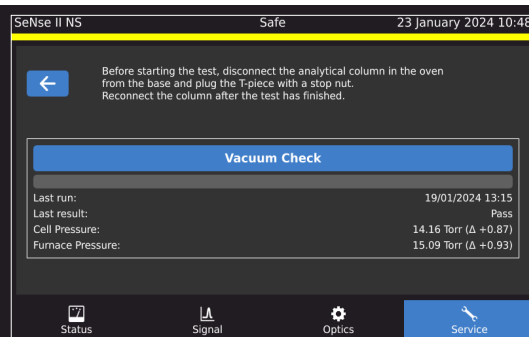 SeNse II NS Safe 23 January 2024 10:48
Before starting the test, disconnect the analytical column in the oven
from the base and plug the T-piece with a stop nut.
Reconnect the column after the test has finished.
Vacuum Check
Last run: 19/01/2024 13:15
Last result: Pass
Cell Pressure: 14.16 Torr (Δ +0.87)
Furnace Pressure: 15.09 Torr (Δ +0.93)
Status Signal Optics Service